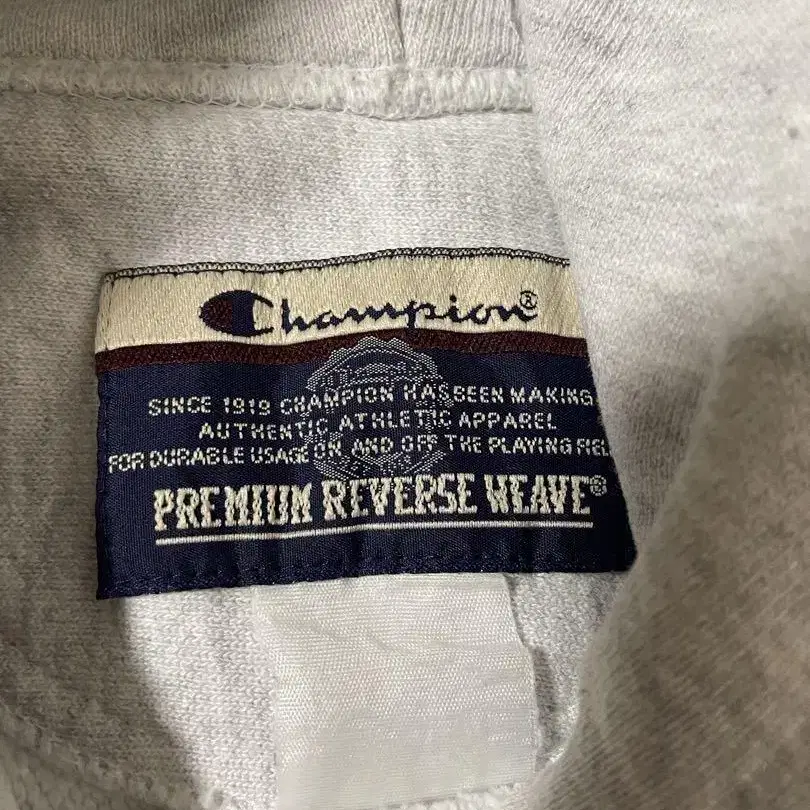 Champion®
SINCE 1919 CHAMPION HAS BEEN MAKING
AUTHENTIC ATHLETIC APPAREL
FOR DURABLE USAGE ON AND OFF THE PLAYING FIEL
PREMIUM REVERSE WEAVE®